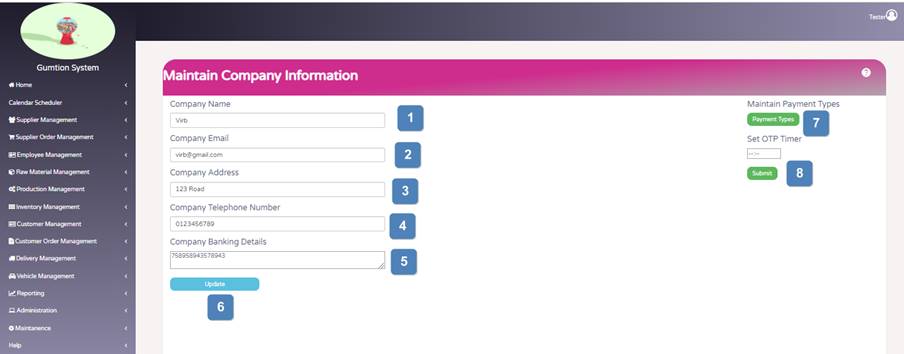 Tester
Gumtion System
Home
Calendar Scheduler
Supplier Management
Supplier Order Management
Employee Management
Raw Material Management
Production Management
Inventory Management
Customer Management
Customer Order Management
Delivery Management
Vehicle Management
Reporting
Administration
Maintanence
Help
Maintain Company Information
?
Company Name
Virb
1
Company Email
virb@gmail.com
2
Company Address
123 Road
3
Company Telephone Number
0123456789
4
Company Banking Details
758958943578943
5
Update
6
Maintain Payment Types
Payment Types
7
Set OTP Timer
--:--
Submit
8